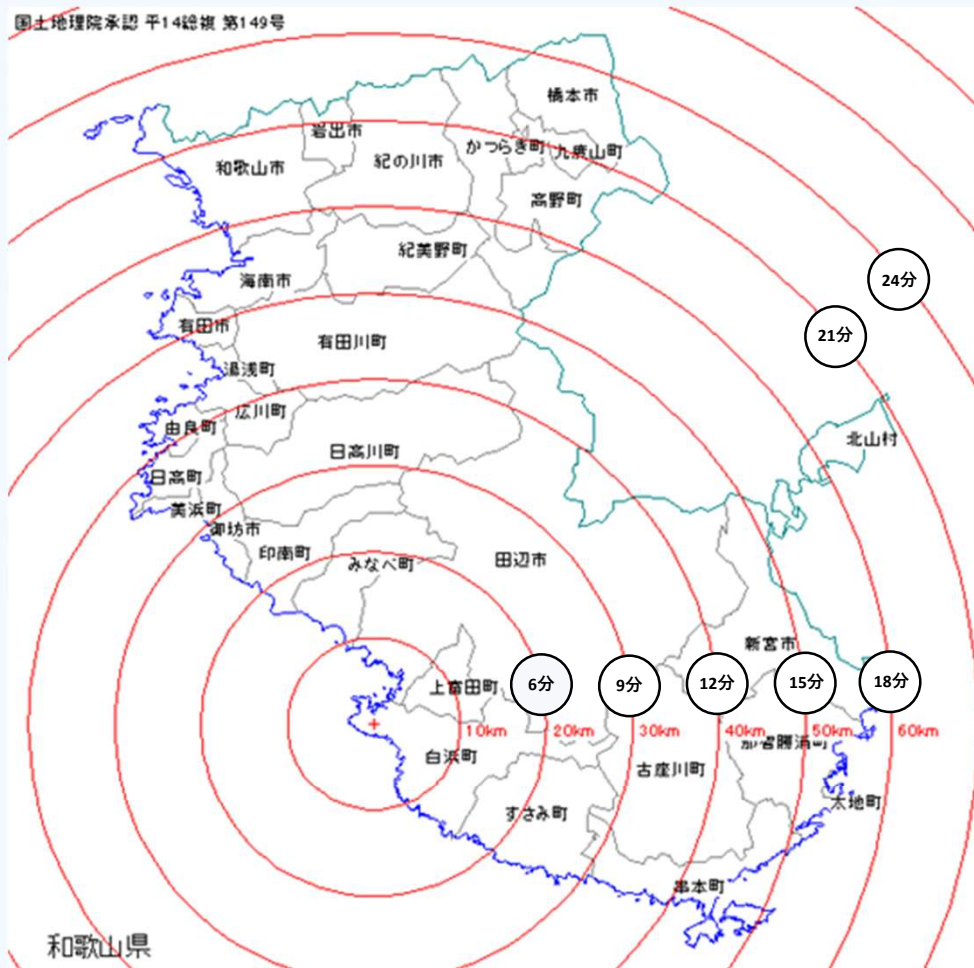 国土地理院承認 平14総複 第149号
橋本市
岩出市
かつらぎ町
九度山町
和歌山市
紀の川市
高野町
紀美野町
海南市
24分
有田市
21分
有田川町
湯浅町
広川町
由良町
北山村
日高川町
日高町
美浜町
御坊市
印南町
みなべ町
田辺市
新宮市
上富田町
6分
9分
12分
15分
18分
10km
20km
30km
40km
50km
60km
那智勝浦町
白浜町
古座川町
太地町
すさみ町
串本町
和歌山県